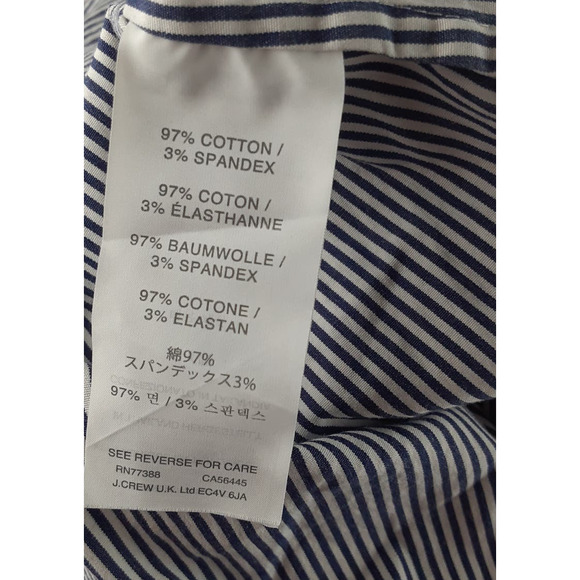 97% COTTON /
3% SPANDEX
97% COTON /
3% ÉLASTHANNE
97% BAUMWOLLE /
3% SPANDEX
97% COTONE /
3% ELASTAN
綿97%
スパンデックス3%
97% 면 / 3% 스판덱스
SEE REVERSE FOR CARE
RN77388 CA56445
J.CREW U.K. Ltd EC4V 6JA